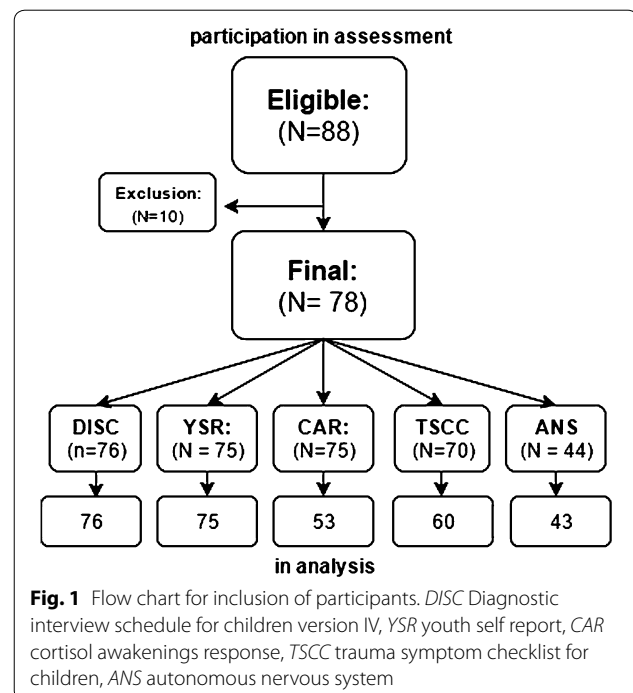 participation in assessment
Eligible:
(N=88)
Exclusion:
(N=10)
Final:
(N= 78)
DISC
(n=76)
YSR:
(N = 75)
CAR:
(N=75)
TSCC
(N=70)
ANS
(N = 44)
76
75
53
60
43
in analysis
Fig. 1 Flow chart for inclusion of participants. DISC Diagnostic
interview schedule for children version IV, YSR youth self report, CAR
cortisol awakenings response, TSCC trauma symptom checklist for
children, ANS autonomous nervous system